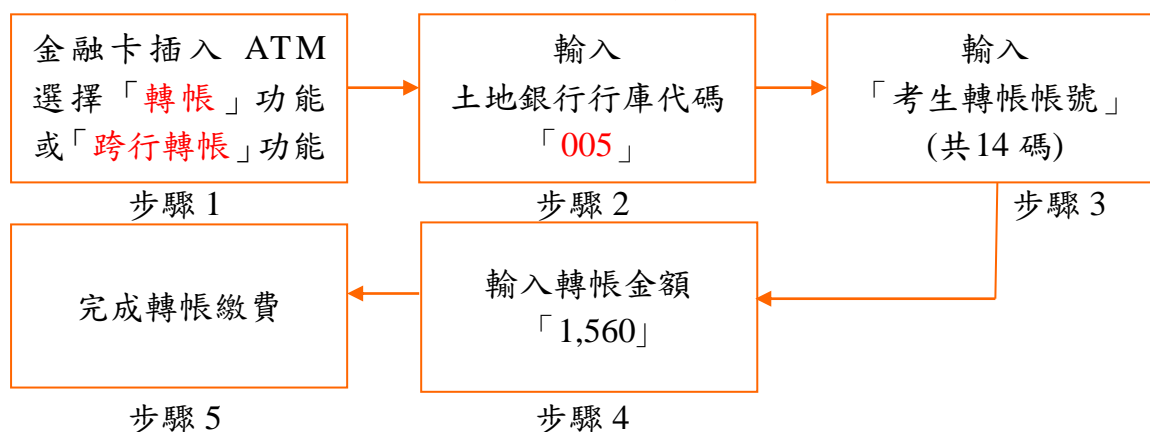 金融卡插入 ATM
選擇「轉帳」功能
或「跨行轉帳」功能
步驟 1
輸入
土地銀行行庫代碼
「005」
步驟 2
輸入
「考生轉帳帳號」
(共14 碼)
步驟 3
輸入轉帳金額
「1,560」
步驟 4
完成轉帳繳費
步驟 5